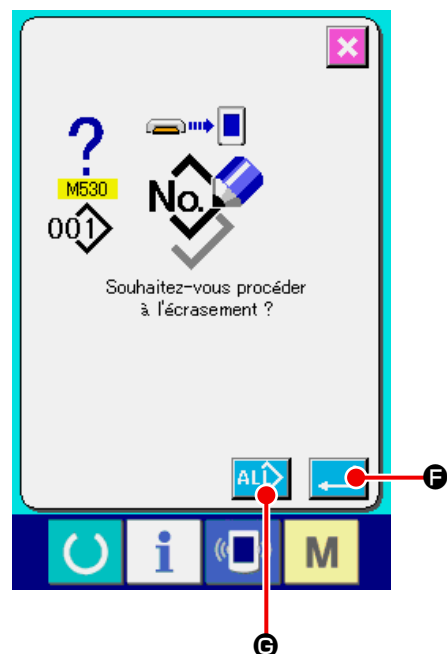 ?
M530
001
No.
Souhaitez-vous procéder
à l'écrasement ?
ALL
F
i
M
G